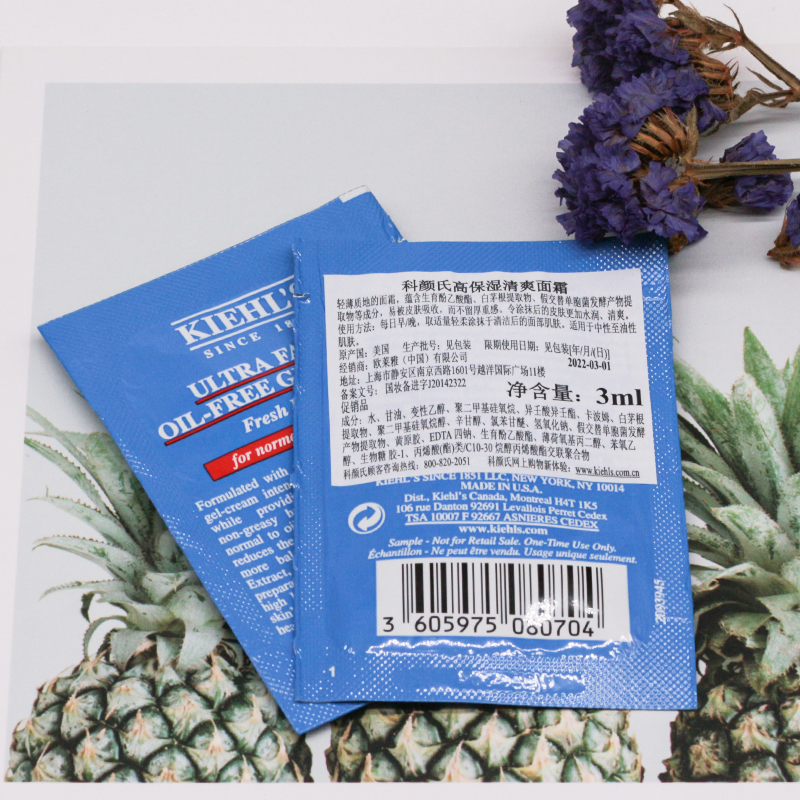 KIEHL'S
SINCE 18
ULTRA FA
OIL-FREE G
Fresh
for norma
Formulated with
gel-cream inten
while provid
non-greasy
normal to oi
reduces the
more bal
Extract,
prepara
high
skin
he
科颜氏高保湿清爽面霜
轻薄质地的面霜，蕴含生育酚乙酸酯、白茅根提取物、假交替单胞菌发酵产物提
取物等成分，易被皮肤吸收，而不留厚重感。令涂抹后的皮肤更加水润、清爽。
使用方法：每日早/晚，取适量轻柔涂抹于清洁后的面部肌肤。适用于中性至油性
肌肤。
原产国：美国 生产批号：见包装 限期使用日期：见包装[年/月/(日)]
经销商：欧莱雅（中国）有限公司 2022-03-01
地址：上海市静安区南京西路1601号越洋国际广场11楼
备案文号：国妆备进字J20142322
促销品 净含量：3ml
成分：水、甘油、变性乙醇、聚二甲基硅氧烷、异壬酸异壬酯、卡波姆、白茅根
提取物、聚二甲基硅氧烷醇、辛甘醇、氯苯甘醚、氢氧化钠、假交替单胞菌发酵
产物提取物、黄原胶、EDTA 四钠、生育酚乙酸酯、薄荷氧基丙二醇、苯氧乙
醇、生物糖胶-1、丙烯酸(酯)类/C10-30 烷醇丙烯酸酯交联聚合物
科颜氏顾客咨询热线：800-820-2051 科颜氏网上购物新体验：www.kiehls.com.cn
KIEHL'S SINCE 1851 LLC, NEW YORK, NY 10014
MADE IN U.S.A.
Dist., Kiehl's Canada, Montreal H4T 1K5
106 rue Danton 92691 Levallois Perret Cedex
TSA 10007 F 92667 ASNIERES CEDEX
www.kiehls.com
Sample - Not for Retail Sale. One-Time Use Only.
Échantillon - Ne peut être vendu. Usage unique seulement.
3 605975 060704
2093945
1